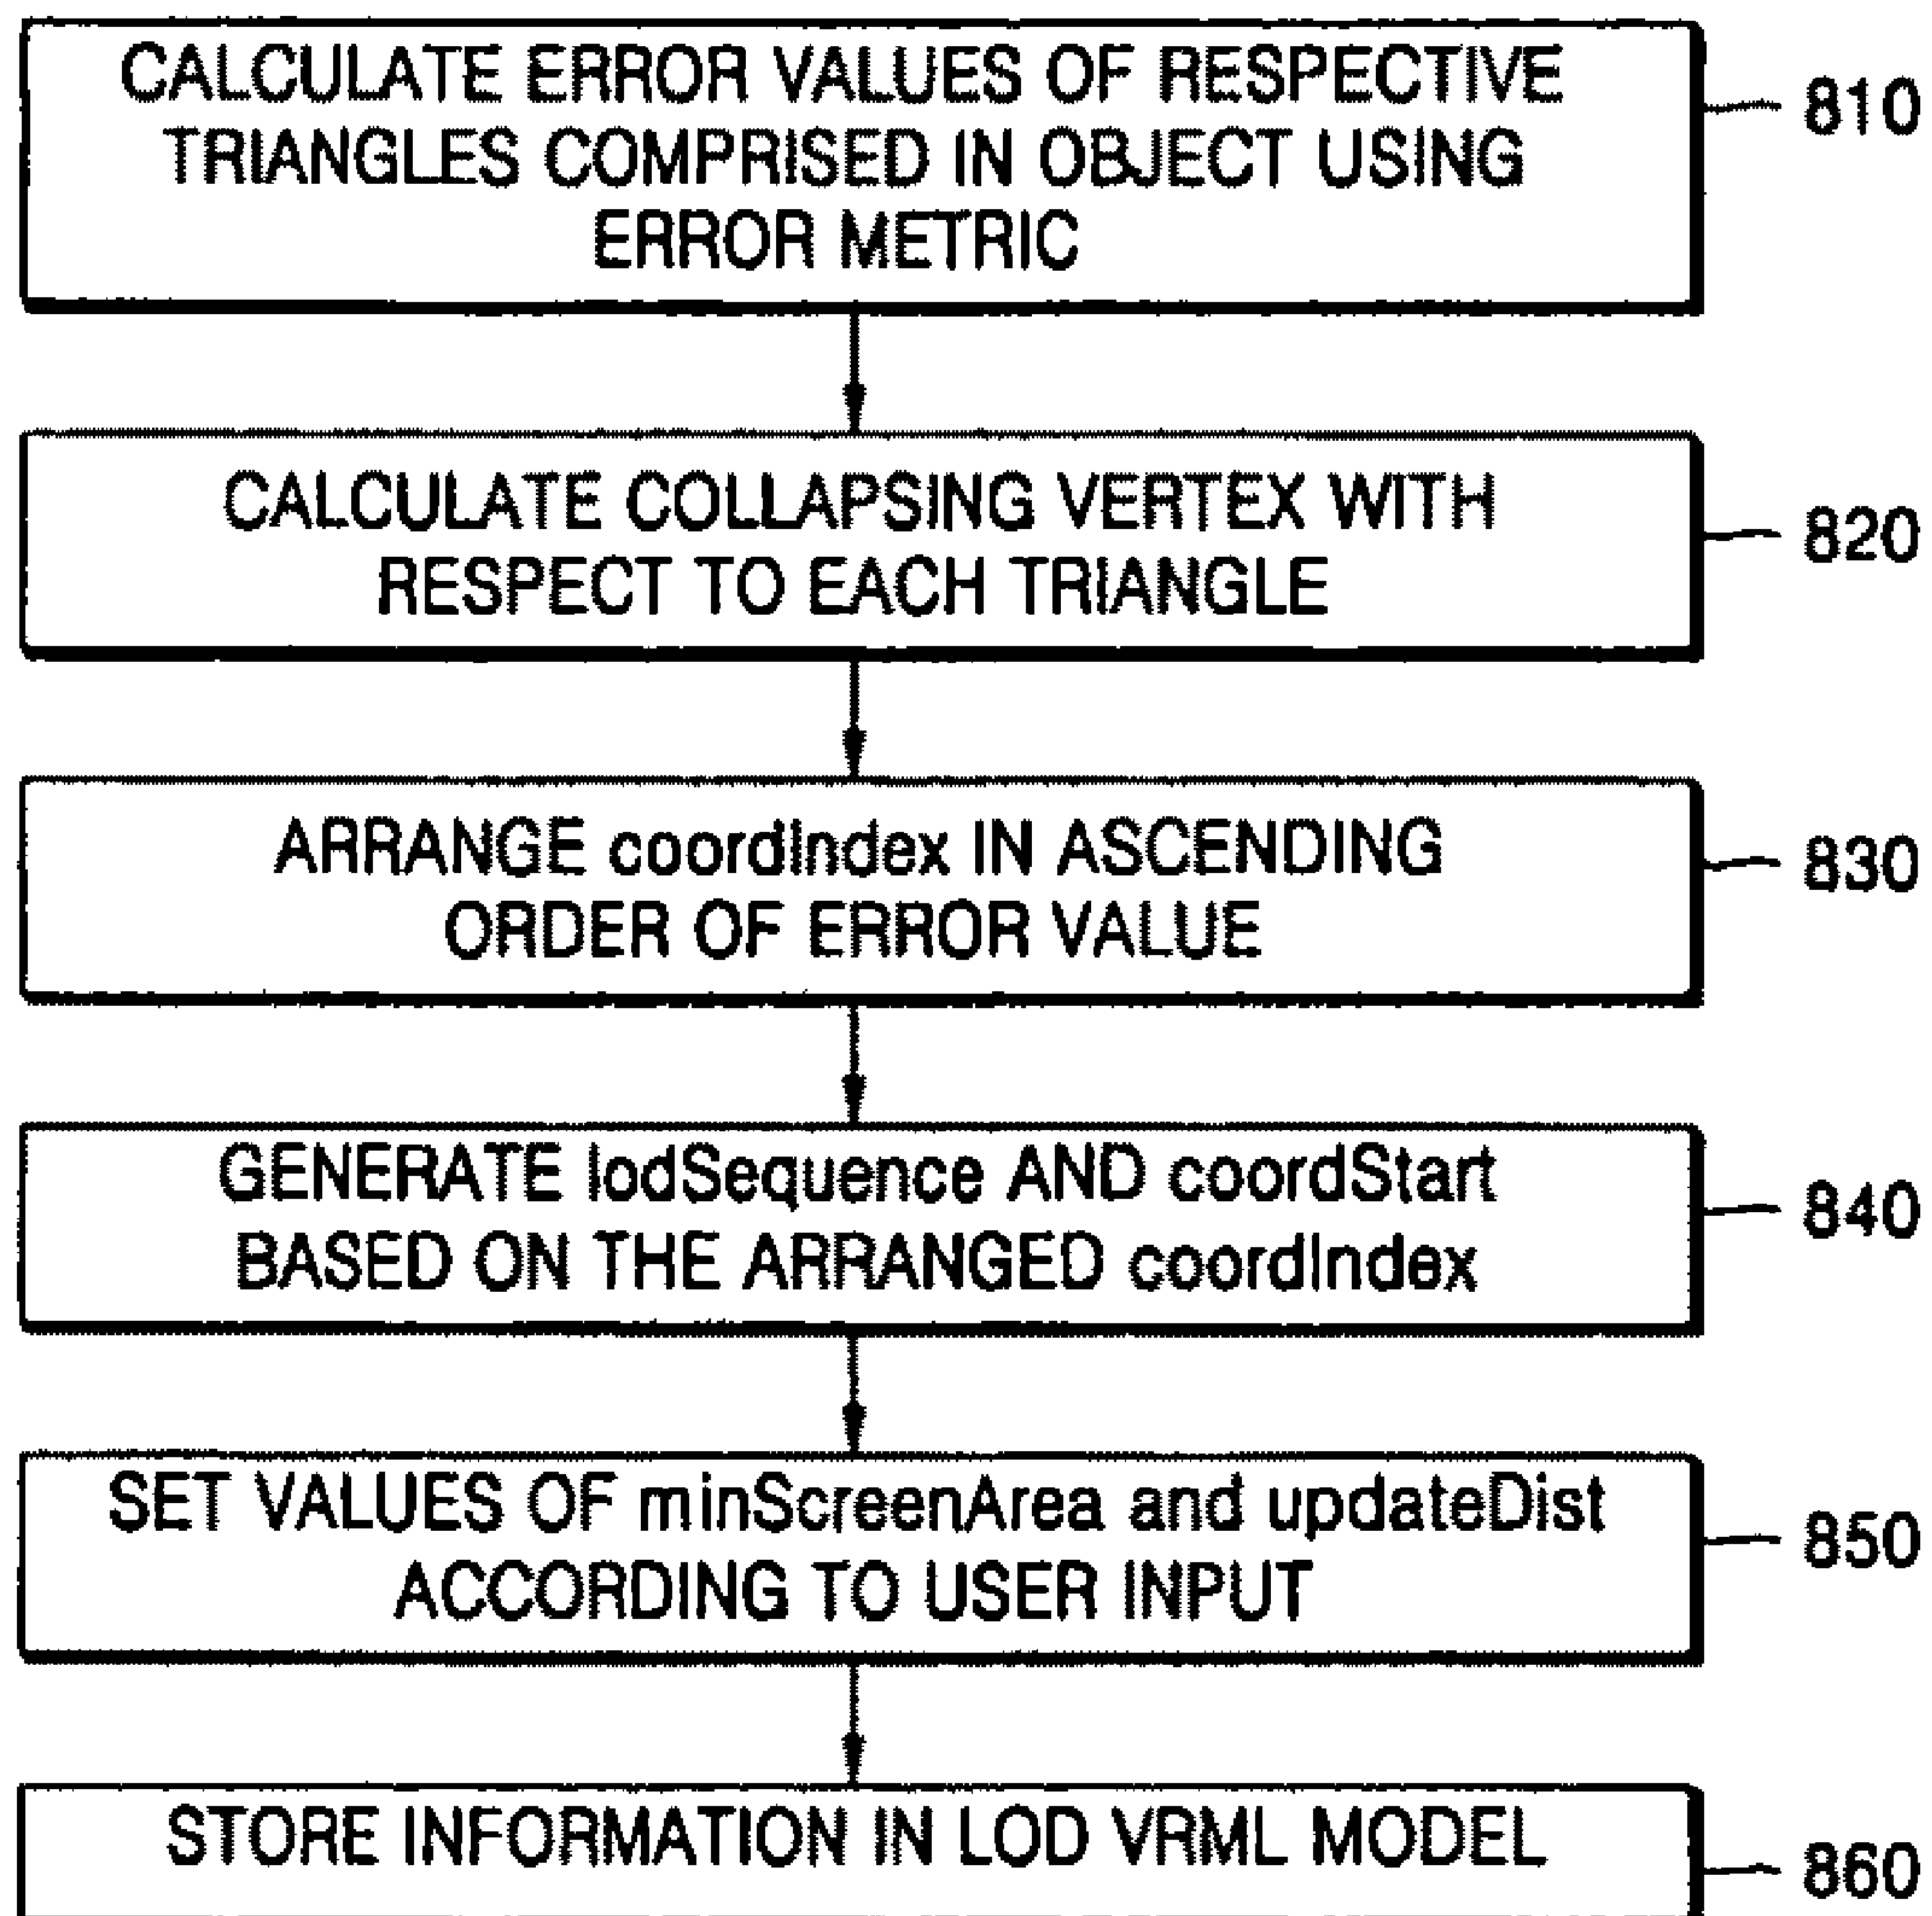 CALCULATE ERROR VALUES OF RESPECTIVE
TRIANGLES COMPRISED IN OBJECT USING
ERROR METRIC
810
CALCULATE COLLAPSING VERTEX WITH
RESPECT TO EACH TRIANGLE
820
ARRANGE coordIndex IN ASCENDING
ORDER OF ERROR VALUE
830
GENERATE lodSequence AND coordStart
BASED ON THE ARRANGED coordIndex
840
SET VALUES OF minScreenArea and updateDist
ACCORDING TO USER INPUT
850
STORE INFORMATION IN LOD VRML MODEL
860